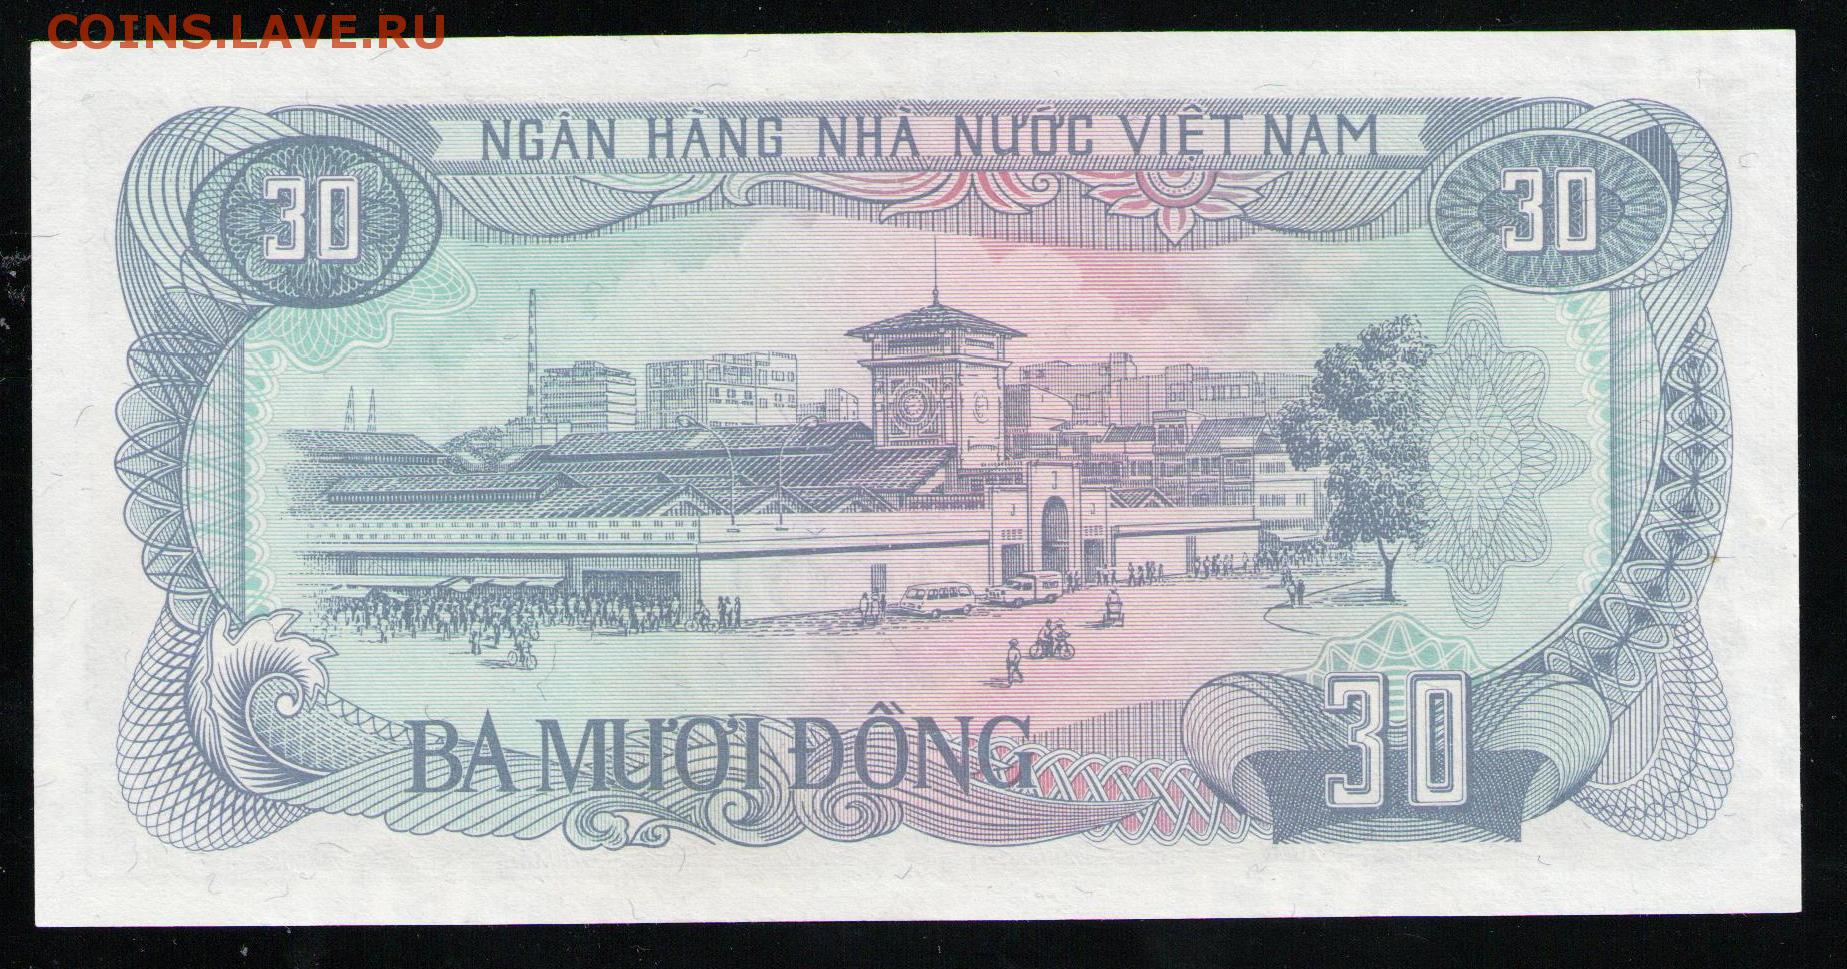 COINS.LAVE.RU
NGÂN HÀNG NHÀ NƯỚC VIỆT NAM
30 30
BA MƯƠI ĐỒNG
30